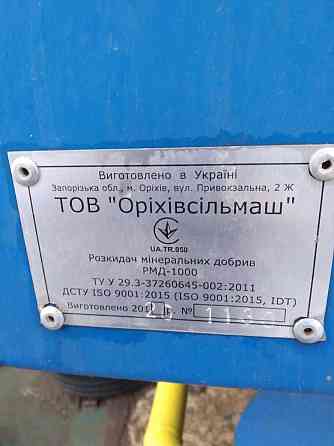 Виготовлено в Україні
Запорізька обл., м. Оріхів, вул. Привокзальна, 2 Ж
ТОВ "Оріхівсільмаш"
UA.TR.050
Розкидач мінеральних добрив
РМД-1000
ТУ У 29.3-37260645-002:2011
ДСТУ ISO 9001:2015 (ISO 9001:2015, IDT)
Виготовлено 20 р. №